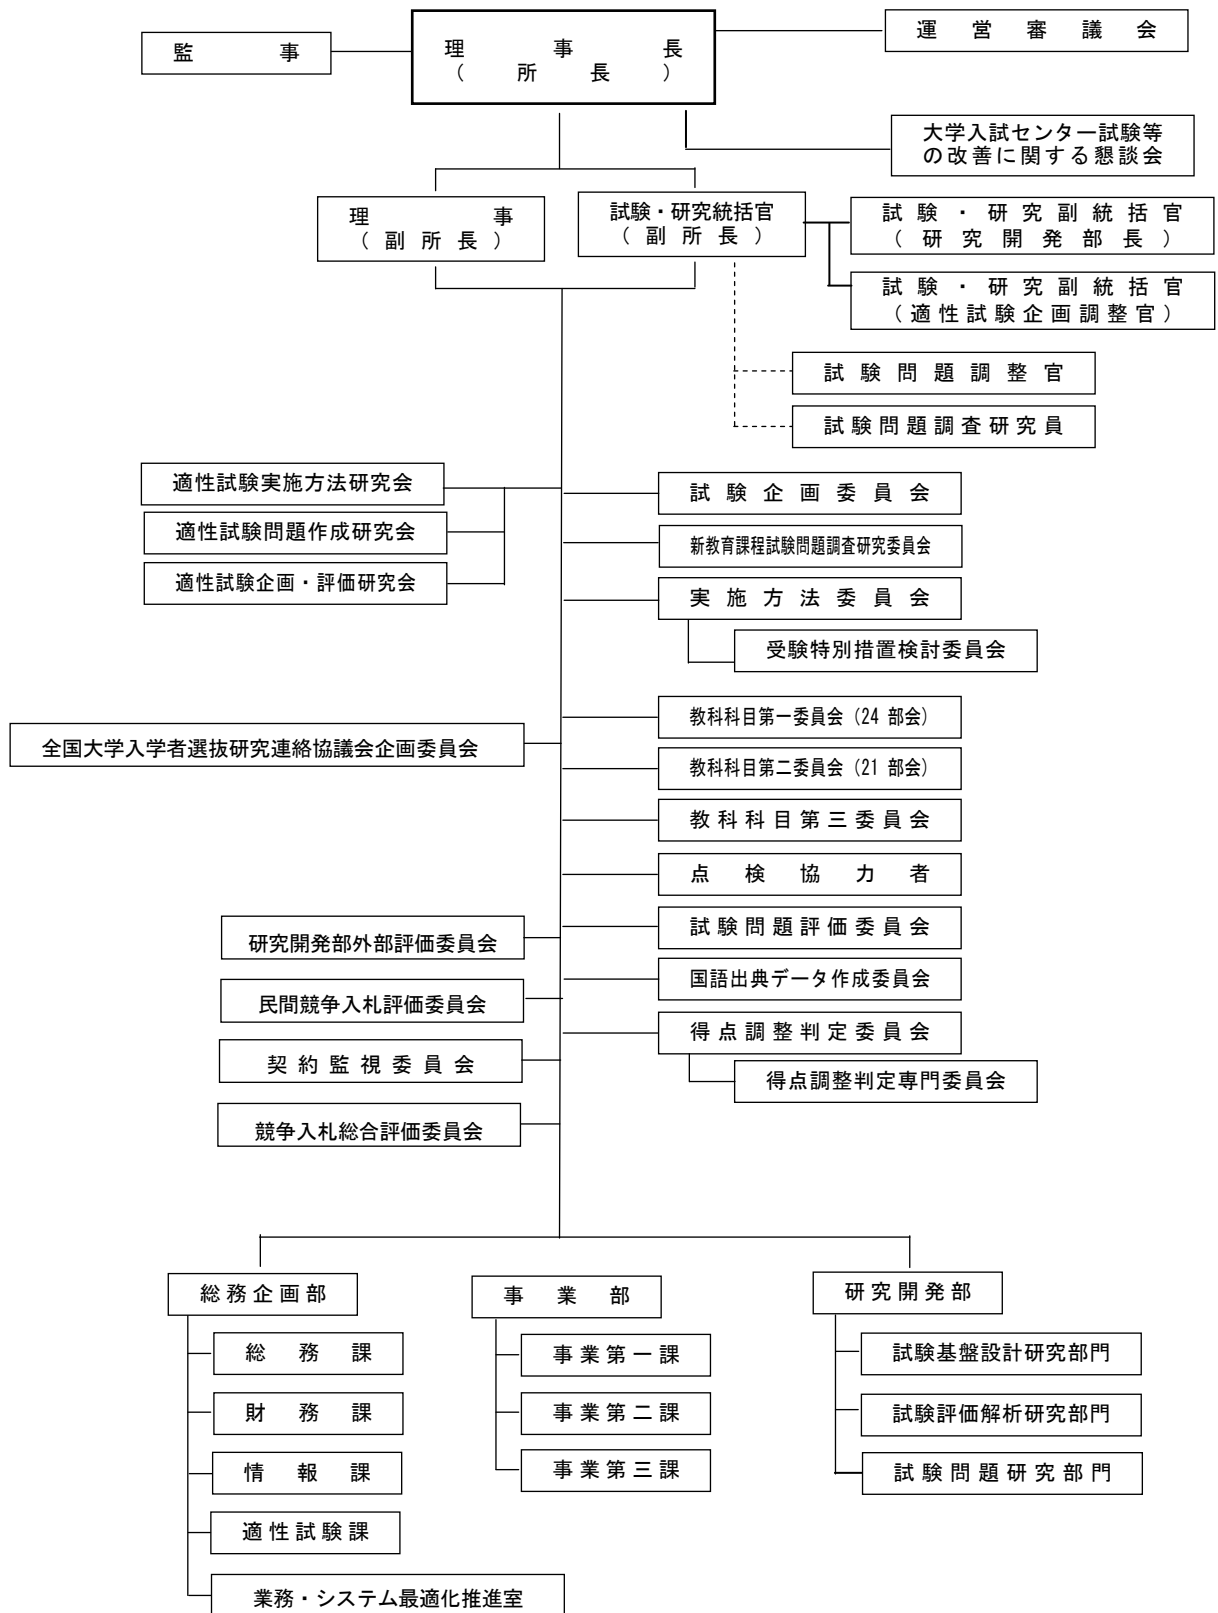 監事
理事長
(所長)
運営審議会
大学入試センター試験等
の改善に関する懇談会
理事
(副所長)
試験・研究統括官
(副所長)
試験・研究副統括官
(研究開発部長)
試験・研究副統括官
(適性試験企画調整官)
試験問題調整官
試験問題調査研究員
適性試験実施方法研究会
適性試験問題作成研究会
適性試験企画・評価研究会
試験企画委員会
新教育課程試験問題調査研究委員会
実施方法委員会
受験特別措置検討委員会
全国大学入学者選抜研究連絡協議会企画委員会
教科科目第一委員会(24 部会)
教科科目第二委員会(21 部会)
教科科目第三委員会
点検協力者
試験問題評価委員会
国語出典データ作成委員会
得点調整判定委員会
得点調整判定専門委員会
研究開発部外部評価委員会
民間競争入札評価委員会
契約監視委員会
競争入札総合評価委員会
総務企画部
総務課
財務課
情報課
適性試験課
業務・システム最適化推進室
事業部
事業第一課
事業第二課
事業第三課
研究開発部
試験基盤設計研究部門
試験評価解析研究部門
試験問題研究部門